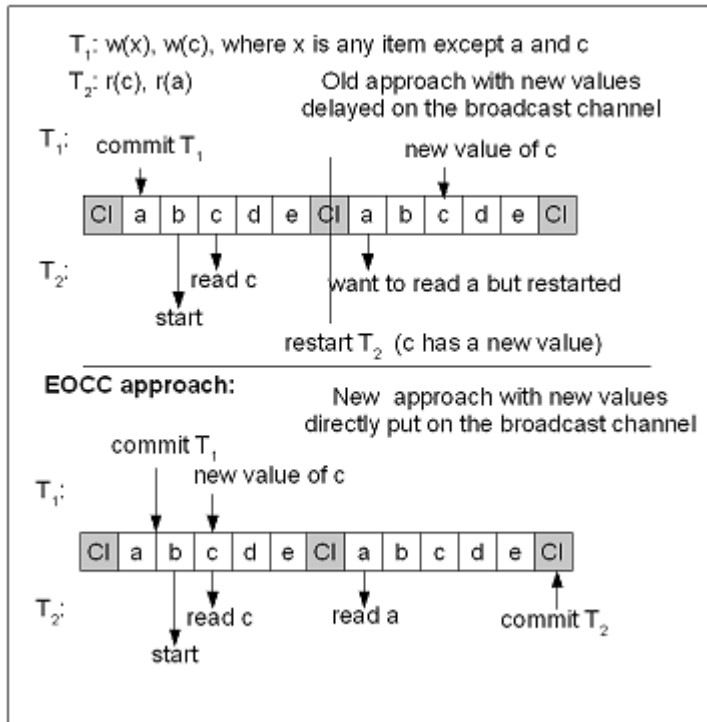 T₁: w(x), w(c), where x is any item except a and c
T₂: r(c), r(a)
Old approach with new values
delayed on the broadcast channel
T₁:
commit T₁
new value of c
CI a b c d e CI a b c d e CI
T₂:
read c
want to read a but restarted
start
restart T₂ (c has a new value)
EOCC approach:
New approach with new values
directly put on the broadcast channel
commit T₁
new value of c
T₁:
CI a b c d e CI a b c d e CI
T₂:
read c
read a
commit T₂
start